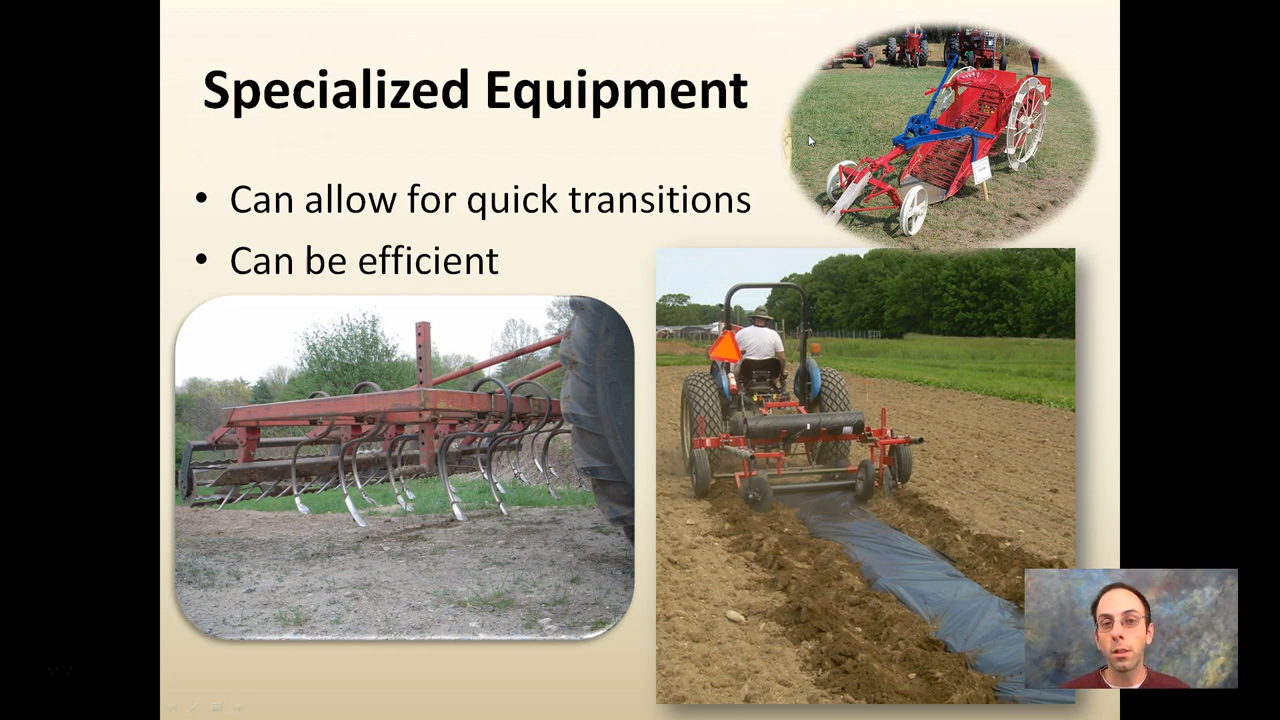 Specialized Equipment
• Can allow for quick transitions
• Can be efficient